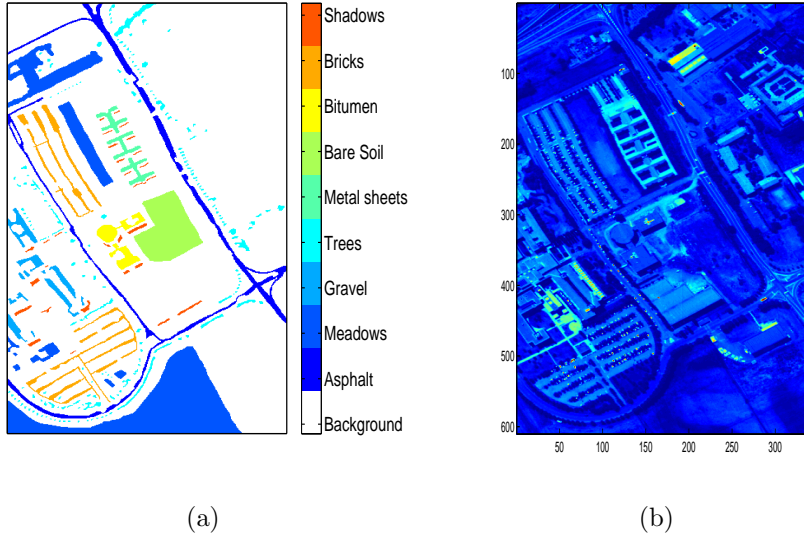 Shadows
Bricks
Bitumen
Bare Soil
Metal sheets
Trees
Gravel
Meadows
Asphalt
Background
100
200
300
400
500
600
50 100 150 200 250 300
(a) (b)